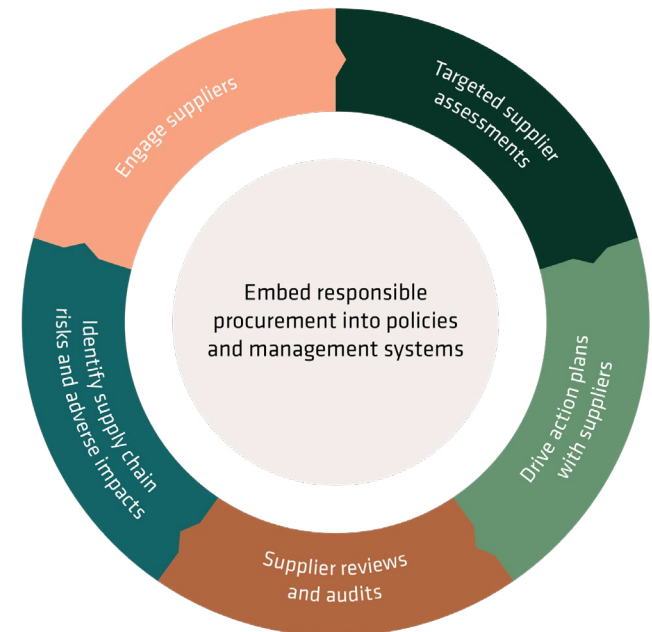 Engage suppliers
Targeted supplier
assessments
Embed responsible
procurement into policies
and management systems
Drive action plans
with suppliers
Supplier reviews
and audits
Identify supply chain
risks and adverse impacts